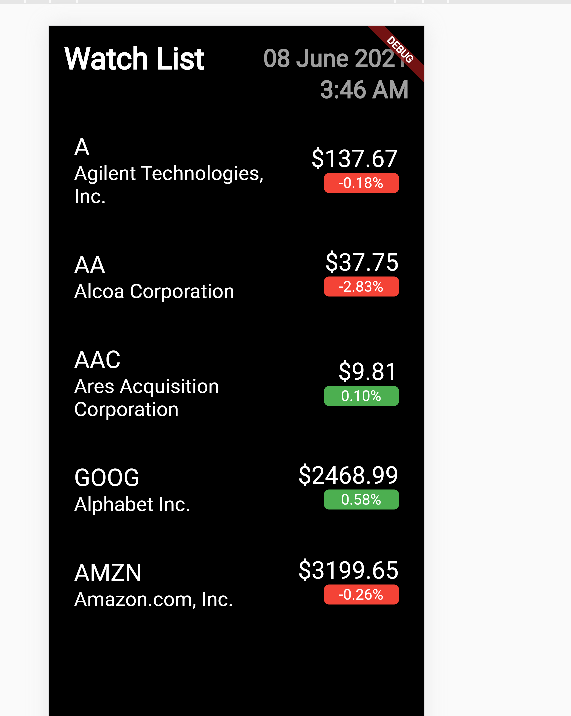 Watch List
08 June 2021
DEBUG
3:46 AM
A
$137.67
Agilent Technologies,
Inc.
-0.18%
AA
$37.75
Alcoa Corporation
-2.83%
AAC
$9.81
Ares Acquisition
Corporation
0.10%
GOOG
$2468.99
Alphabet Inc.
0.58%
AMZN
$3199.65
Amazon.com, Inc.
-0.26%